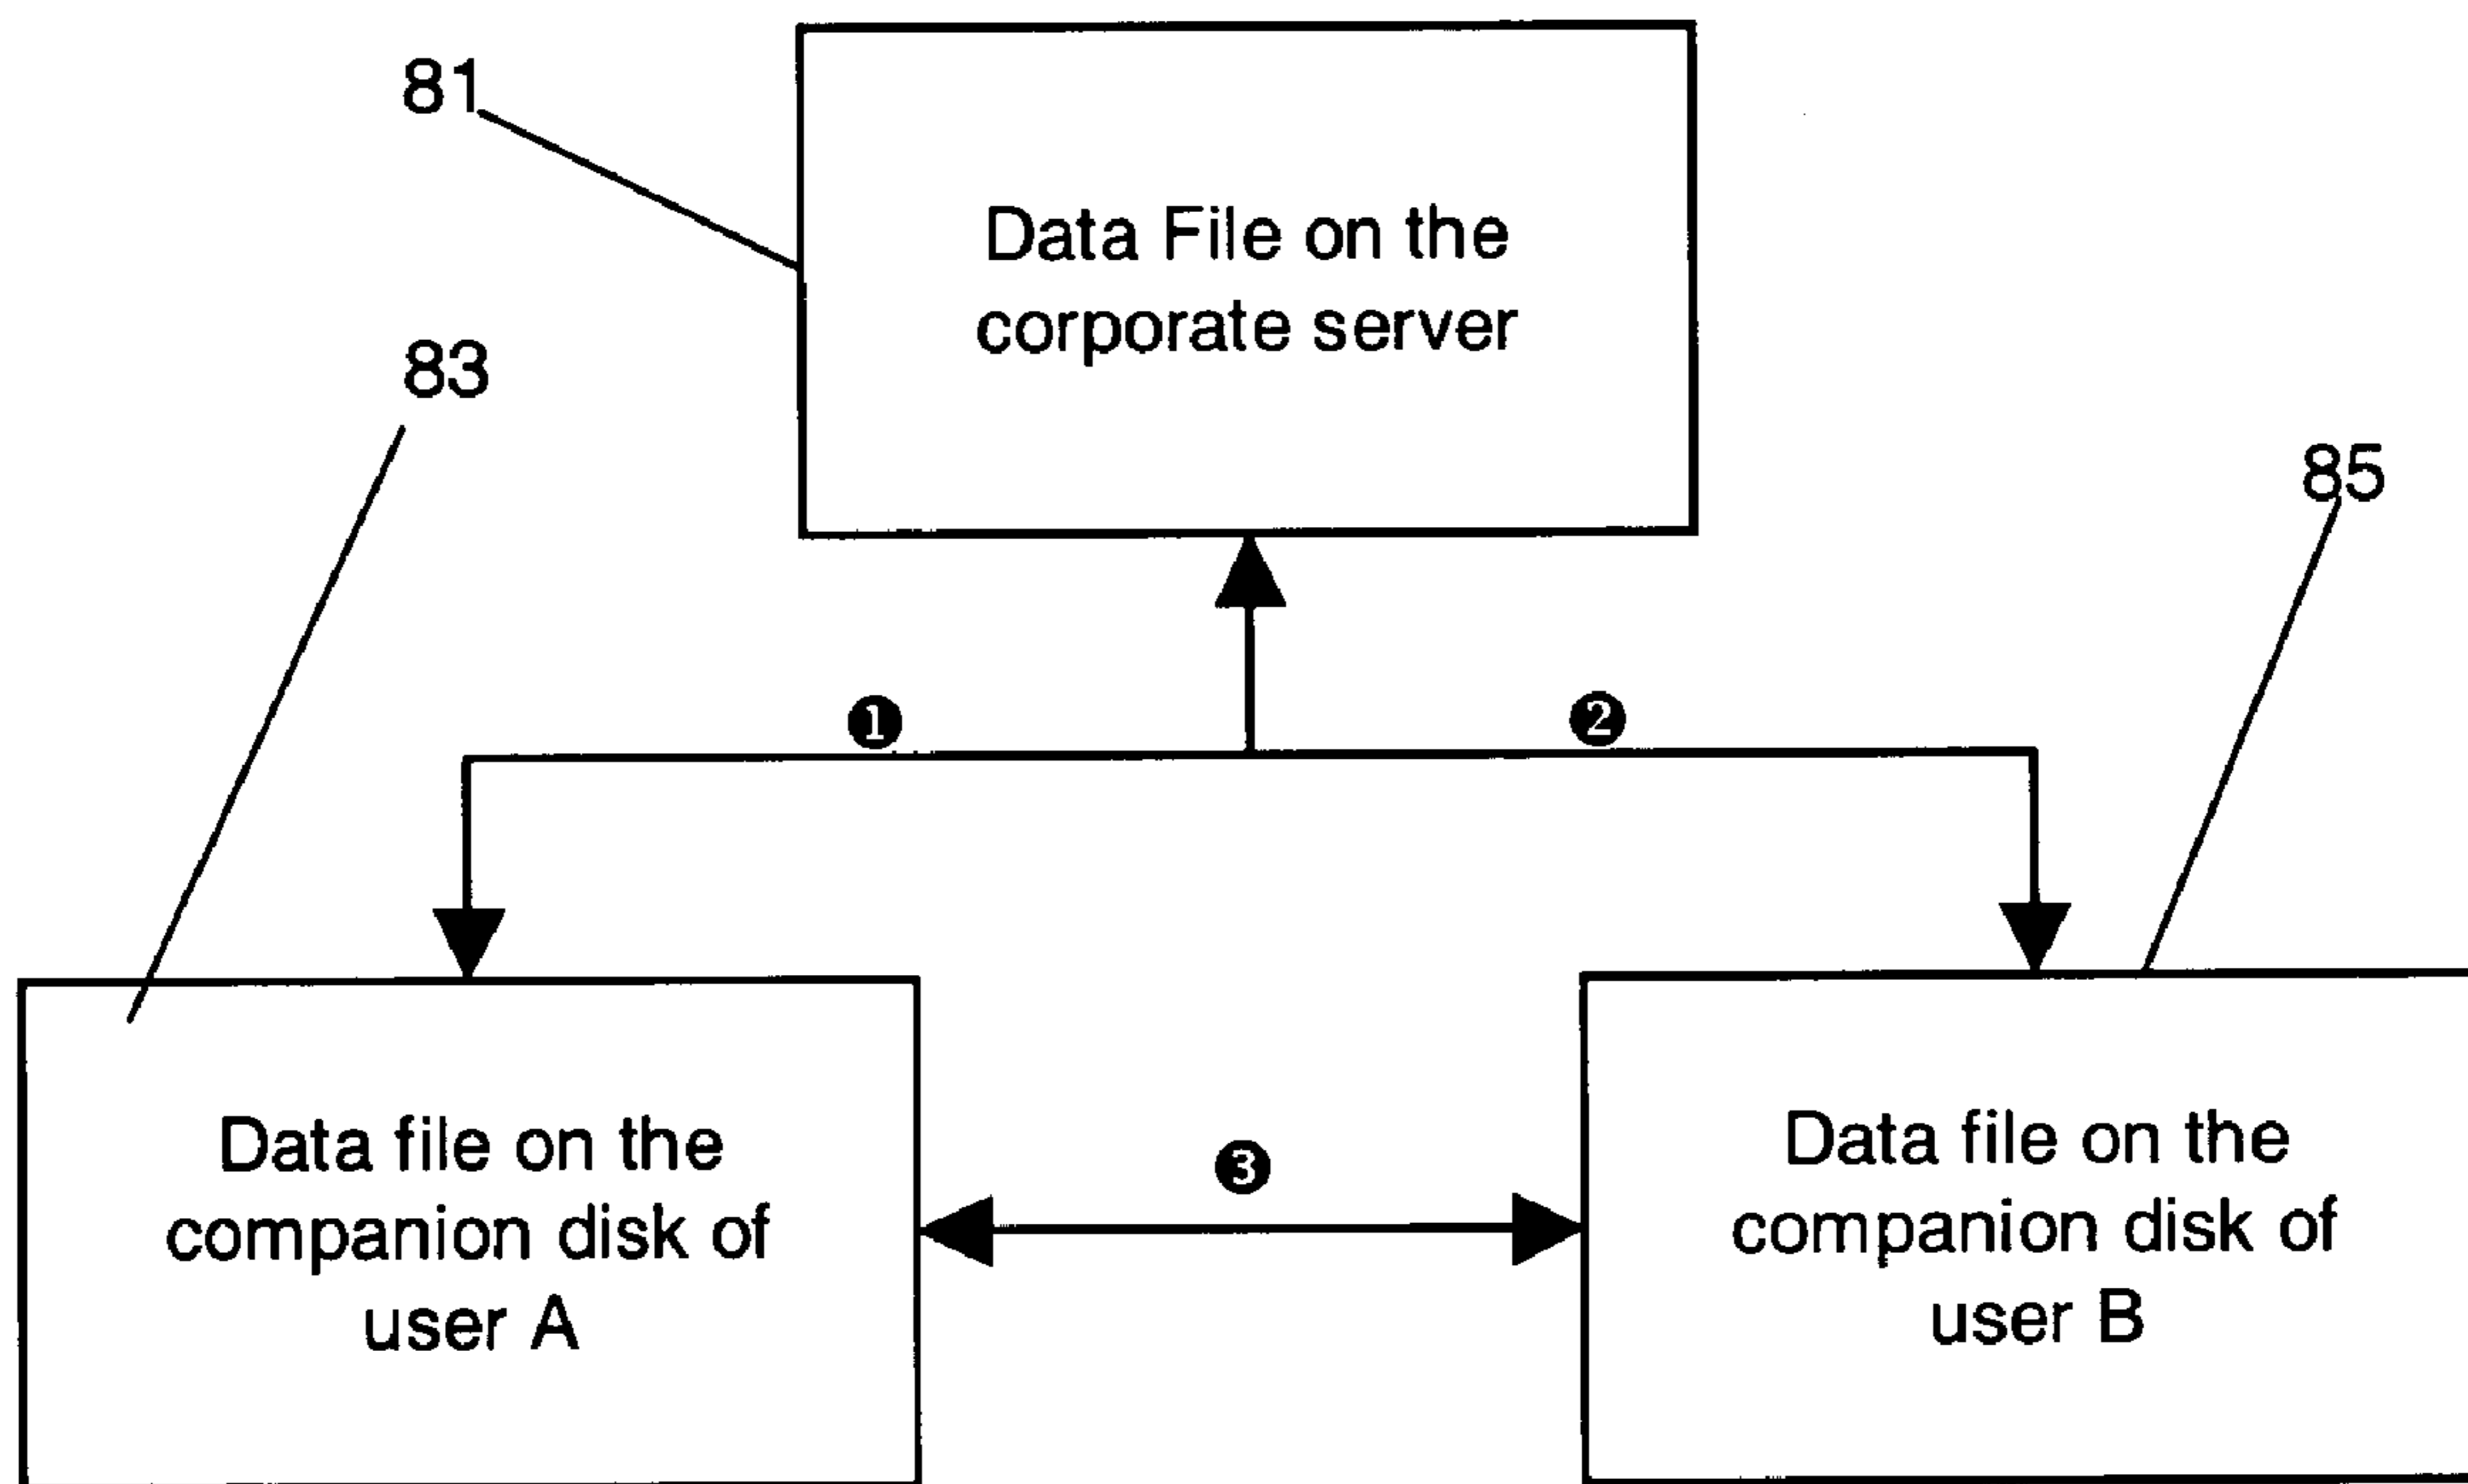 81
Data File on the
corporate server
83
85
❶
❷
Data file on the
companion disk of
user A
❸
Data file on the
companion disk of
user B